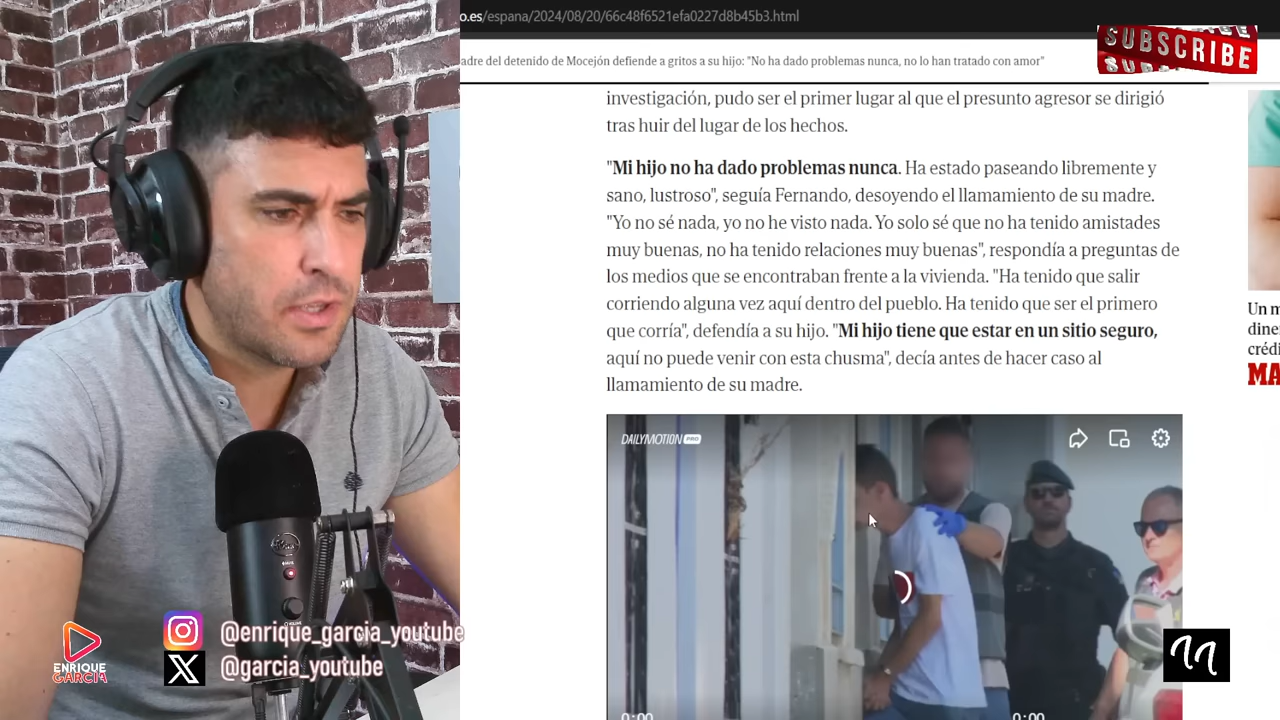 o.es/espana/2024/08/20/66c48f6521efa0227d8b45b3.html
SUBSCRIBE
adre del detenido de Mocejón defiende a gritos a su hijo: "No ha dado problemas nunca, no lo han tratado con amor"
investigación, pudo ser el primer lugar al que el presunto agresor se dirigió
tras huir del lugar de los hechos.
"Mi hijo no ha dado problemas nunca. Ha estado paseando libremente y
sano, lustroso", seguía Fernando, desoyendo el llamamiento de su madre.
"Yo no sé nada, yo no he visto nada. Yo solo sé que no ha tenido amistades
muy buenas, no ha tenido relaciones muy buenas", respondía a preguntas de
los medios que se encontraban frente a la vivienda. "Ha tenido que salir
corriendo alguna vez aquí dentro del pueblo. Ha tenido que ser el primero
que corría", defendía a su hijo. "Mi hijo tiene que estar en un sitio seguro,
aquí no puede venir con esta chusma", decía antes de hacer caso al
llamamiento de su madre.
Un m
dine
crédi
MA
DAILYMOTION PRO
0:00
0:00
@enrique_garcia_youtube
@garcia_youtube
ENRIQUE
GARCIA